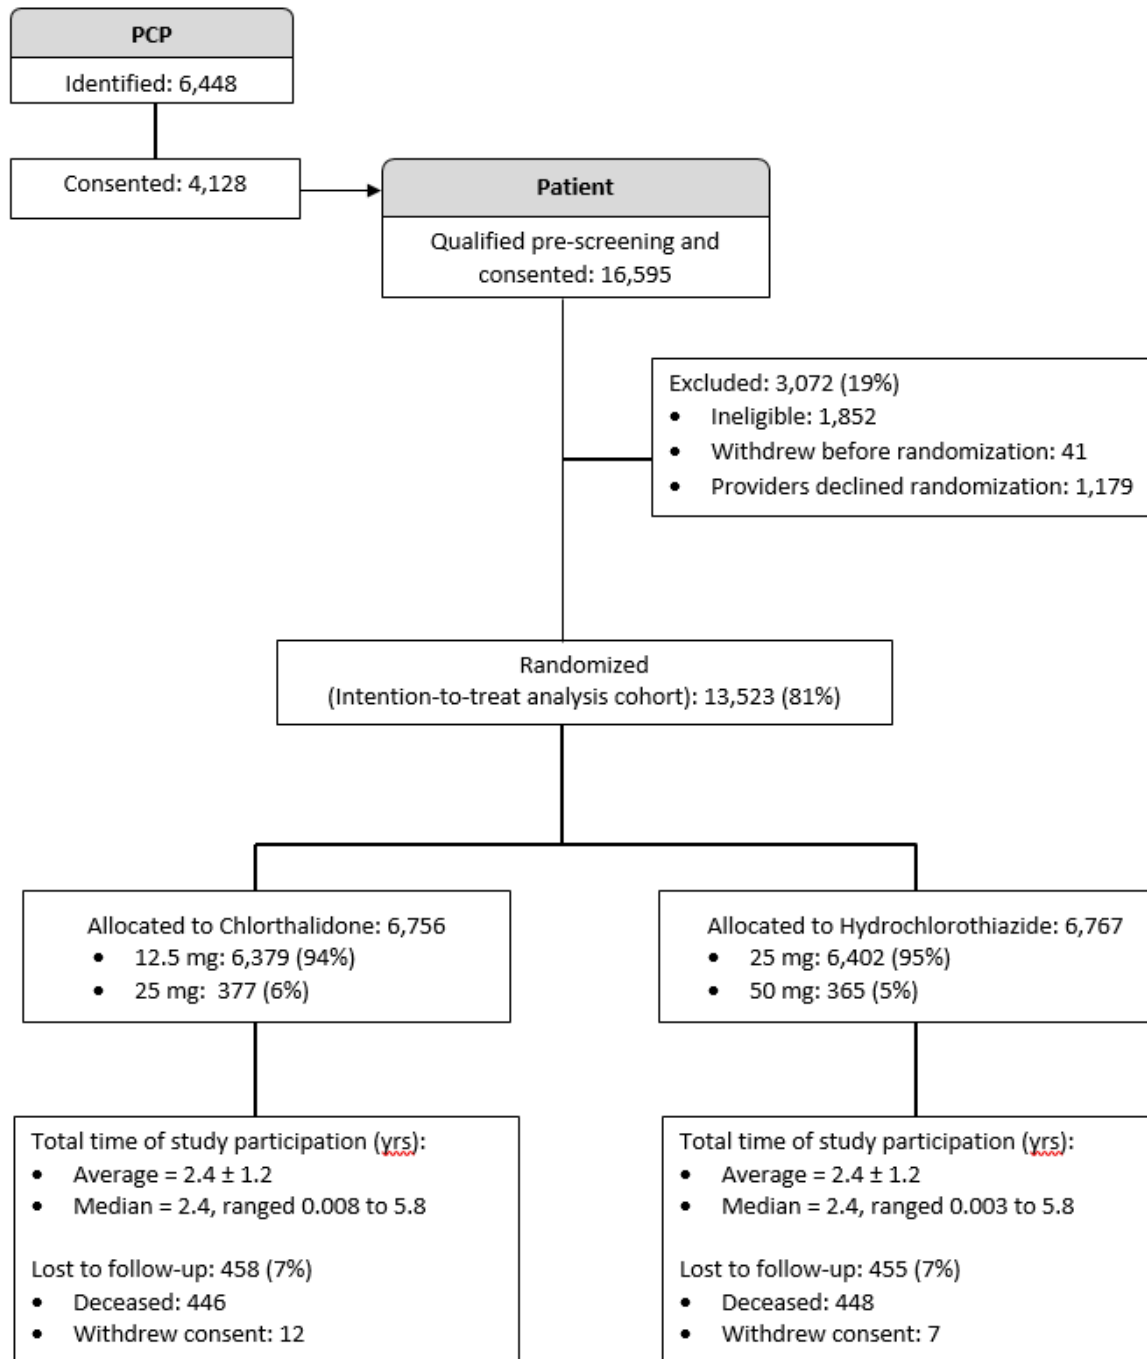 PCP
Identified: 6,448
Consented: 4,128
Patient
Qualified pre-screening and
consented: 16,595
Excluded: 3,072 (19%)
• Ineligible: 1,852
• Withdrew before randomization: 41
• Providers declined randomization: 1,179
Randomized
(Intention-to-treat analysis cohort): 13,523 (81%)
Allocated to Chlorthalidone: 6,756
• 12.5 mg: 6,379 (94%)
• 25 mg: 377 (6%)
Allocated to Hydrochlorothiazide: 6,767
• 25 mg: 6,402 (95%)
• 50 mg: 365 (5%)
Total time of study participation (yrs):
• Average = 2.4 ± 1.2
• Median = 2.4, ranged 0.008 to 5.8
Lost to follow-up: 458 (7%)
• Deceased: 446
• Withdrew consent: 12
Total time of study participation (yrs):
• Average = 2.4 ± 1.2
• Median = 2.4, ranged 0.003 to 5.8
Lost to follow-up: 455 (7%)
• Deceased: 448
• Withdrew consent: 7